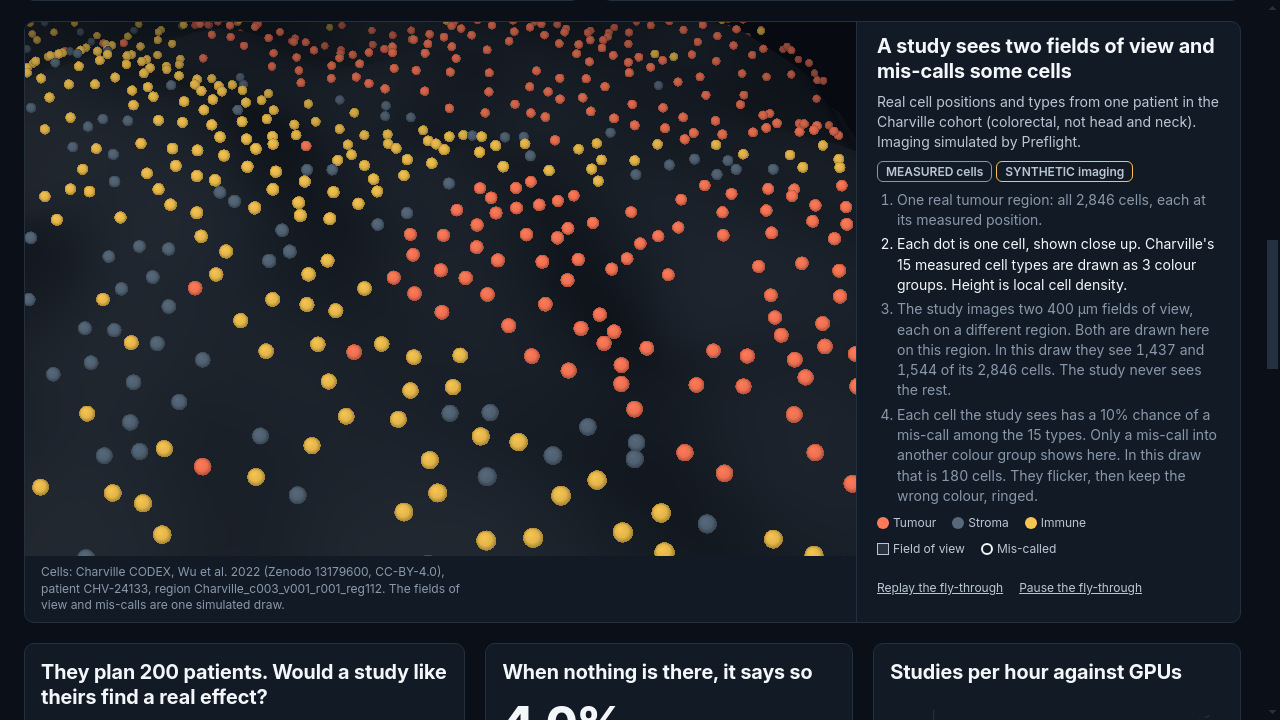 A study sees two fields of view and
mis-calls some cells
Real cell positions and types from one patient in the
Charville cohort (colorectal, not head and neck).
Imaging simulated by Preflight.
MEASURED cells SYNTHETIC imaging
1. One real tumour region: all 2,846 cells, each at
its measured position.
2. Each dot is one cell, shown close up. Charville's
15 measured cell types are drawn as 3 colour
groups. Height is local cell density.
3. The study images two 400 µm fields of view,
each on a different region. Both are drawn here
on this region. In this draw they see 1,437 and
1,544 of its 2,846 cells. The study never sees
the rest.
4. Each cell the study sees has a 10% chance of a
mis-call among the 15 types. Only a mis-call into
another colour group shows here. In this draw
that is 180 cells. They flicker, then keep the
wrong colour, ringed.
Tumour Stroma Immune
Field of view Mis-called
Replay the fly-through Pause the fly-through
Cells: Charville CODEX, Wu et al. 2022 (Zenodo 13179600, CC-BY-4.0),
patient CHV-24133, region Charville_c003_v001_r001_reg112. The fields of
view and mis-calls are one simulated draw.
They plan 200 patients. Would a study like
theirs find a real effect?
When nothing is there, it says so
4.0%
Studies per hour against GPUs